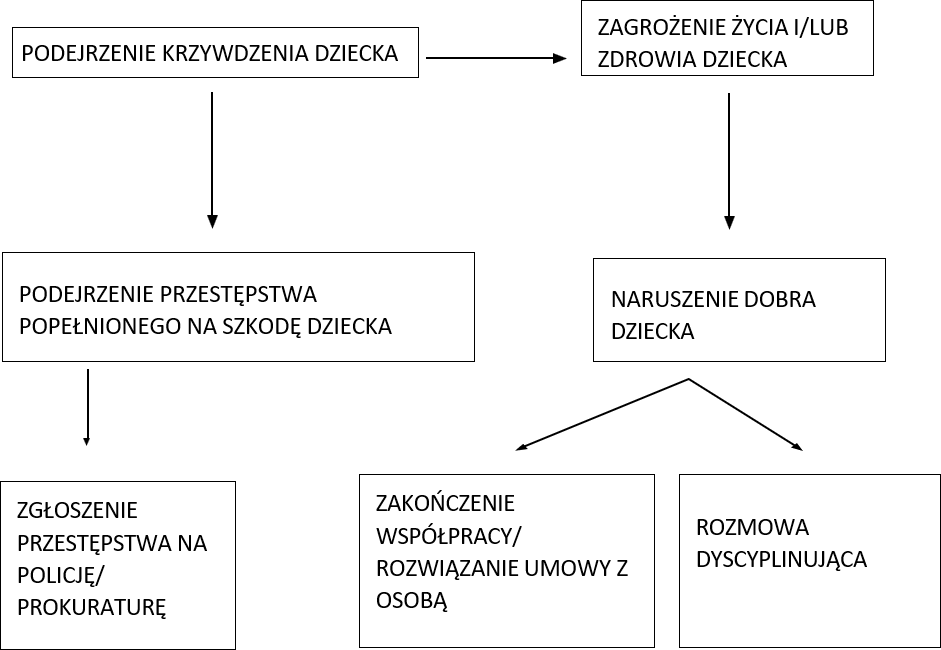 PODEJRZENIE KRZYWDZENIA DZIECKA
ZAGROŻENIE ŻYCIA I/LUB
ZDROWIA DZIECKA
PODEJRZENIE PRZESTĘPSTWA
POPEŁNIONEGO NA SZKODĘ DZIECKA
NARUSZENIE DOBRA
DZIECKA
ZGŁOSZENIE
PRZESTĘPSTWA NA
POLICJĘ/
PROKURATURĘ
ZAKOŃCZENIE
WSPÓŁPRACY/
ROZWIĄZANIE UMOWY Z
OSOBĄ
ROZMOWA
DYSCYPLINUJĄCA